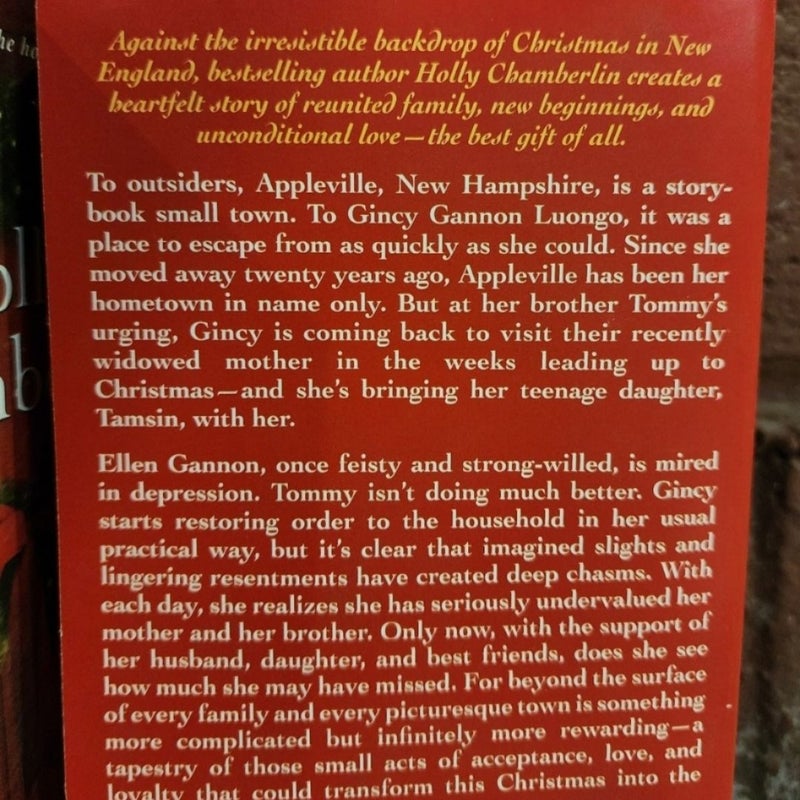 he ho
Against the irresistible backdrop of Christmas in New
England, bestselling author Holly Chamberlin creates a
heartfelt story of reunited family, new beginnings, and
unconditional love—the best gift of all.
To outsiders, Appleville, New Hampshire, is a story-
book small town. To Gincy Gannon Luongo, it was a
place to escape from as quickly as she could. Since she
moved away twenty years ago, Appleville has been her
hometown in name only. But at her brother Tommy's
urging, Gincy is coming back to visit their recently
widowed mother in the weeks leading up to
Christmas—and she's bringing her teenage daughter,
Tamsin, with her.
Ellen Gannon, once feisty and strong-willed, is mired
in depression. Tommy isn't doing much better. Gincy
starts restoring order to the household in her usual
practical way, but it's clear that imagined slights and
lingering resentments have created deep chasms. With
each day, she realizes she has seriously undervalued her
mother and her brother. Only now, with the support of
her husband, daughter, and best friends, does she see
how much she may have missed. For beyond the surface
of every family and every picturesque town is something
more complicated but infinitely more rewarding—a
tapestry of those small acts of acceptance, love, and
loyalty that could transform this Christmas into the